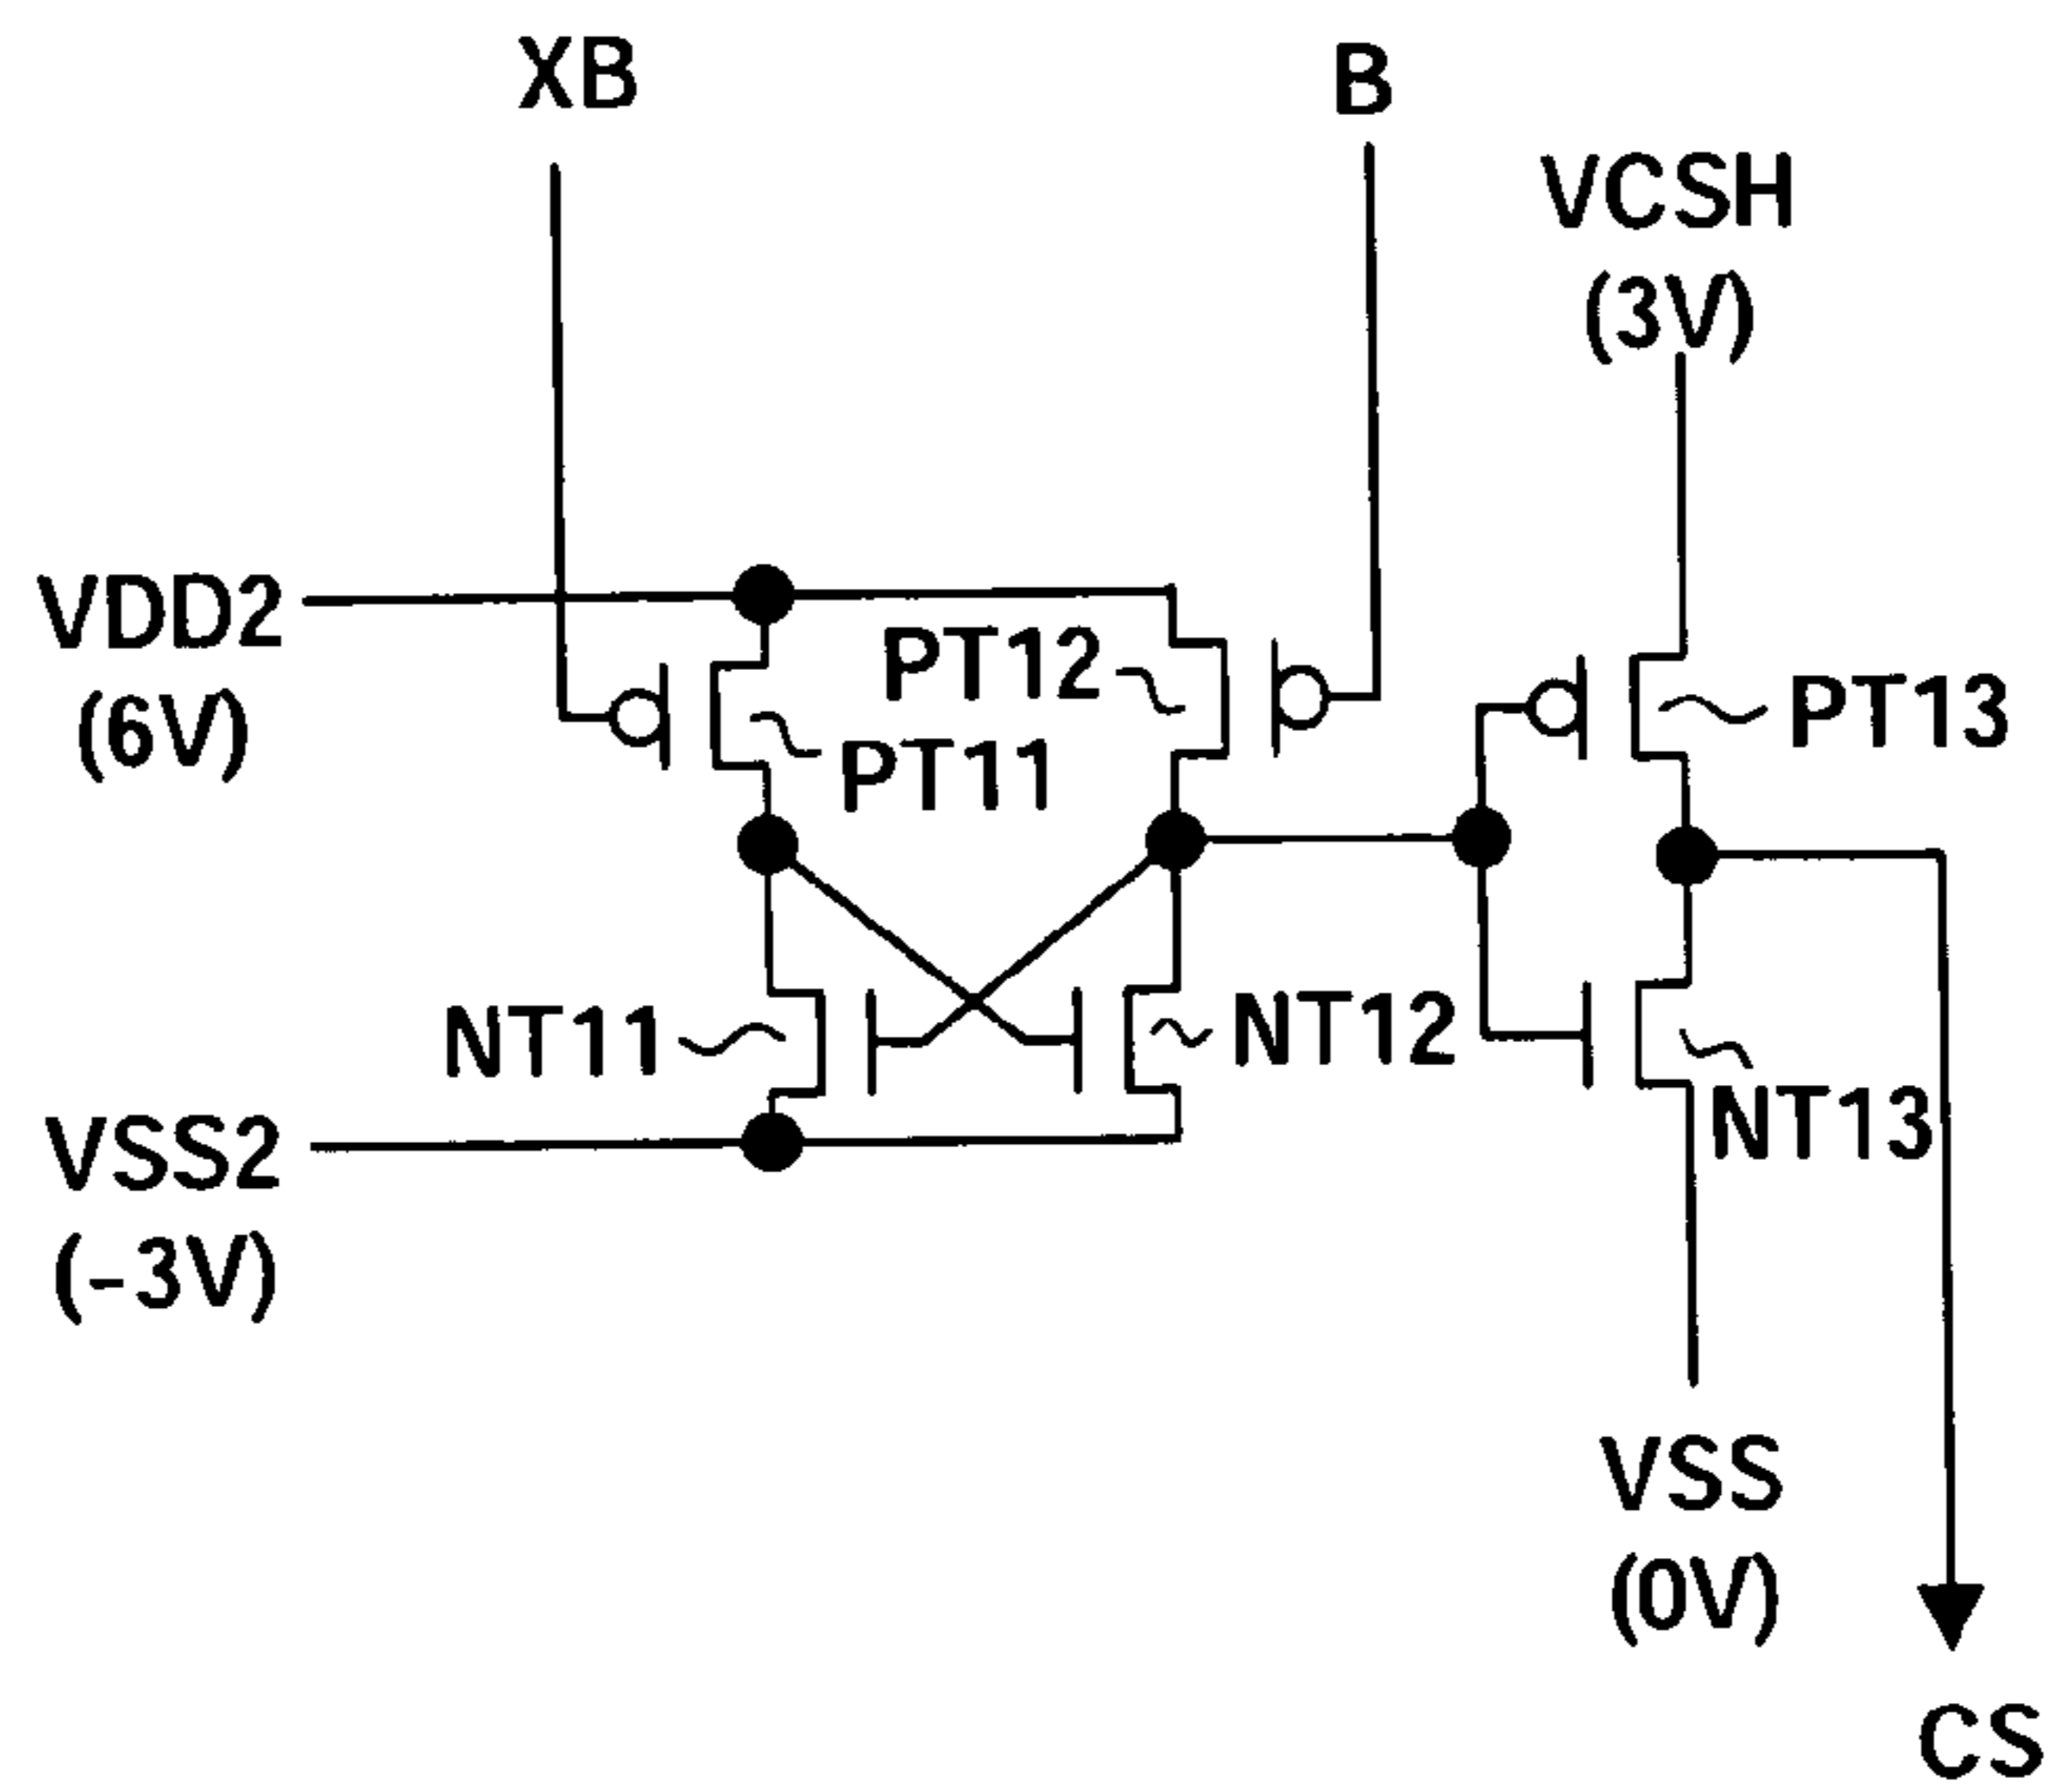 XB
B
VCSH
(3V)
VDD2
(6V)
PT12
PT11
PT13
NT11
NT12
NT13
VSS2
(-3V)
VSS
(0V)
CS